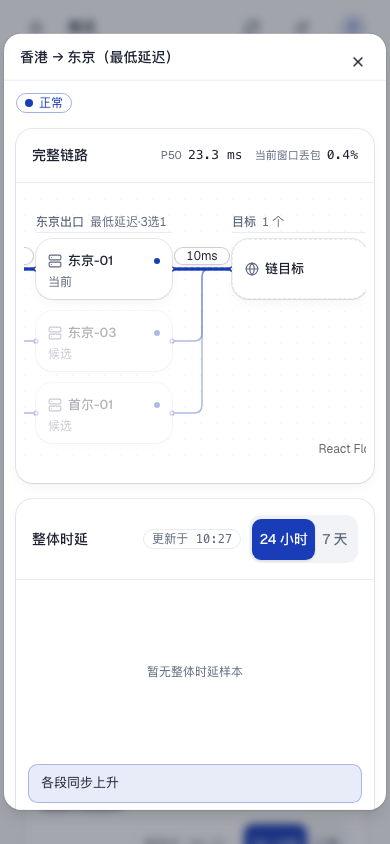 香港 → 东京（最低延迟）
正常
完整链路 P50 23.3 ms 当前窗口丢包 0.4%
东京出口 最低延迟·3选1 目标 1 个
东京-01 10ms 链目标
当前
东京-03
候选
首尔-01
候选
React Flo
整体时延 更新于 10:27 24 小时 7 天
暂无整体时延样本
各段同步上升